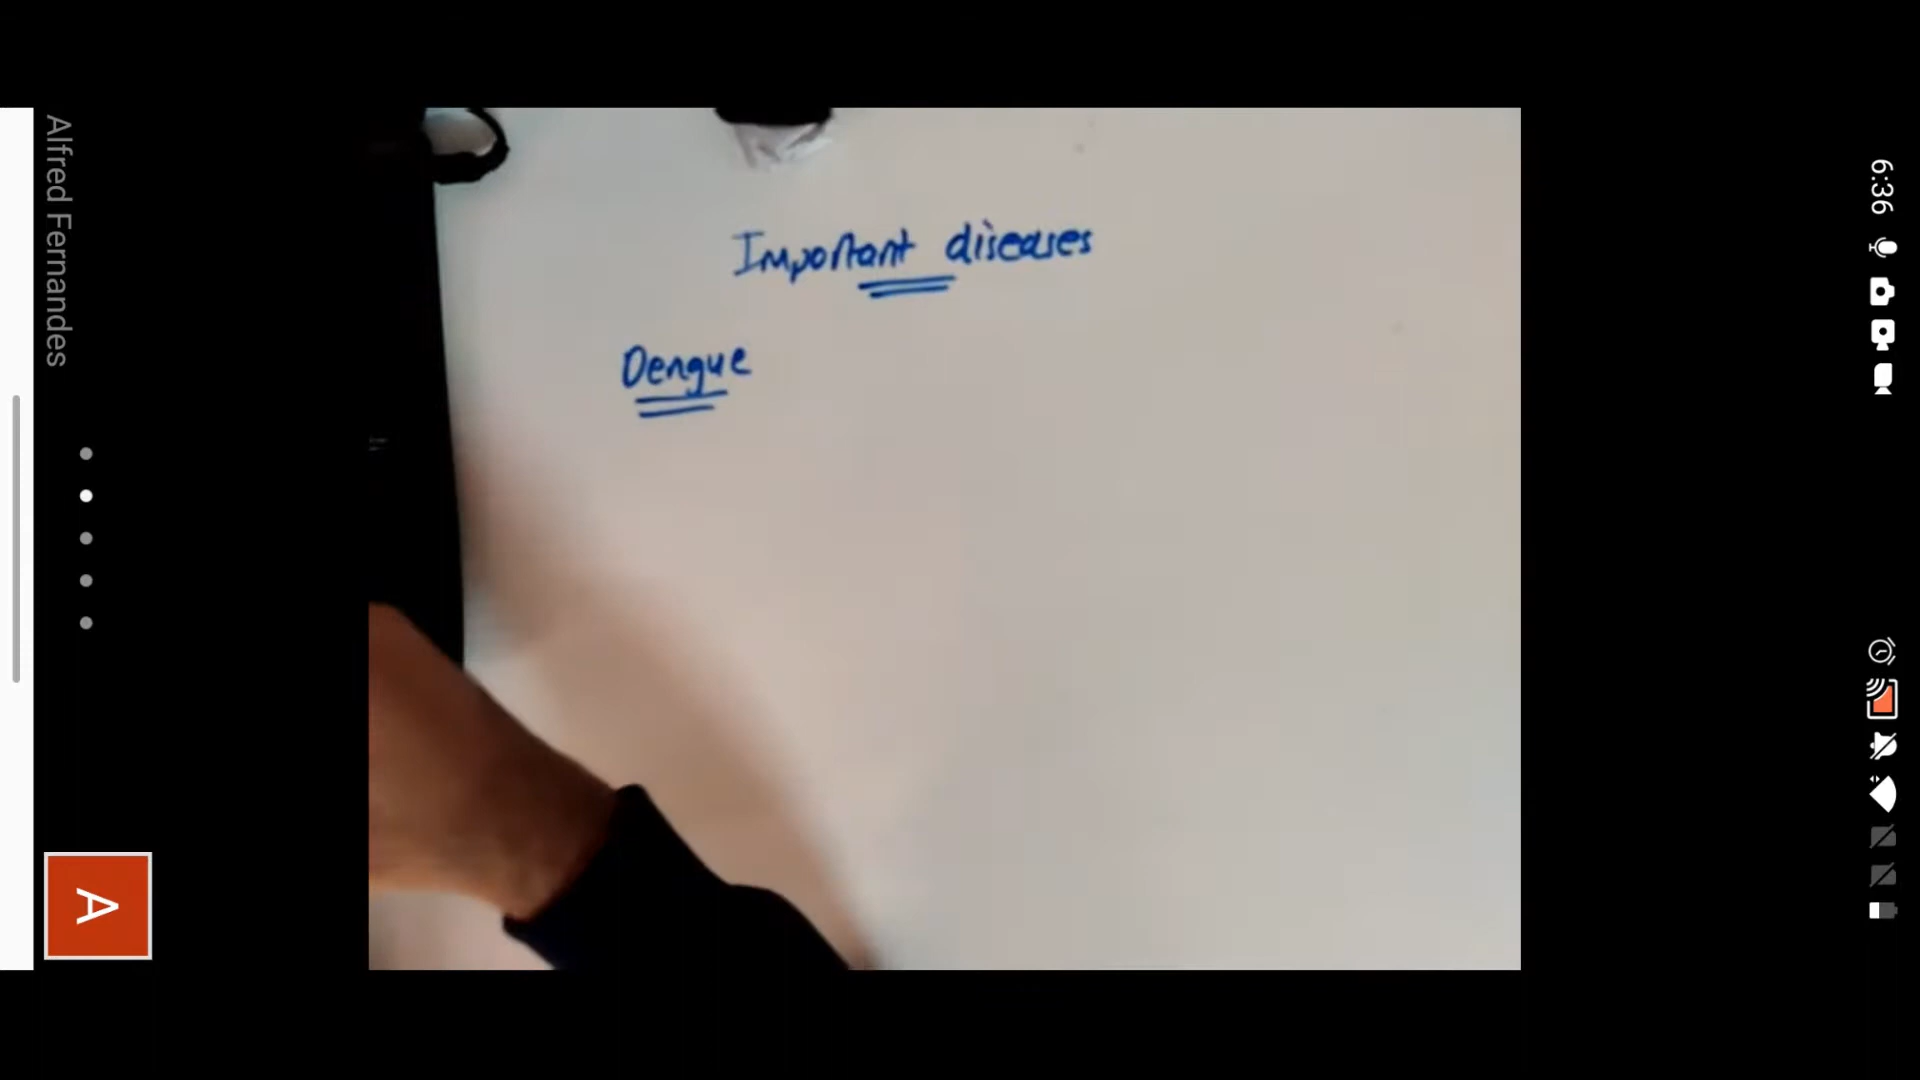 Important diseases
Dengue
Alfred Fernandes
A
6:36